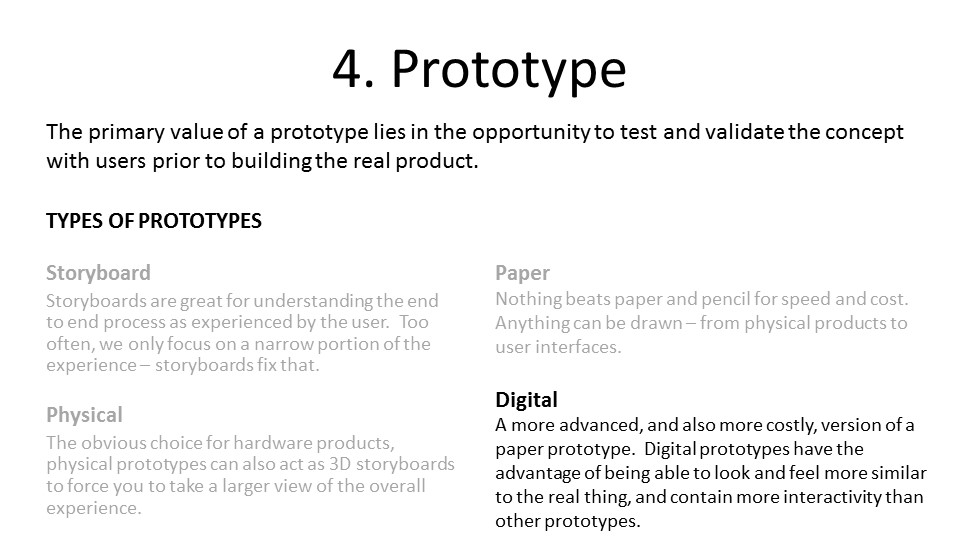 4. Prototype
The primary value of a prototype lies in the opportunity to test and validate the concept
with users prior to building the real product.
TYPES OF PROTOTYPES
Storyboard
Storyboards are great for understanding the end
to end process as experienced by the user.  Too
often, we only focus on a narrow portion of the
experience – storyboards fix that.
Physical
The obvious choice for hardware products,
physical prototypes can also act as 3D storyboards
to force you to take a larger view of the overall
experience.
Paper
Nothing beats paper and pencil for speed and cost.
Anything can be drawn – from physical products to
user interfaces.
Digital
A more advanced, and also more costly, version of a
paper prototype.  Digital prototypes have the
advantage of being able to look and feel more similar
to the real thing, and contain more interactivity than
other prototypes.